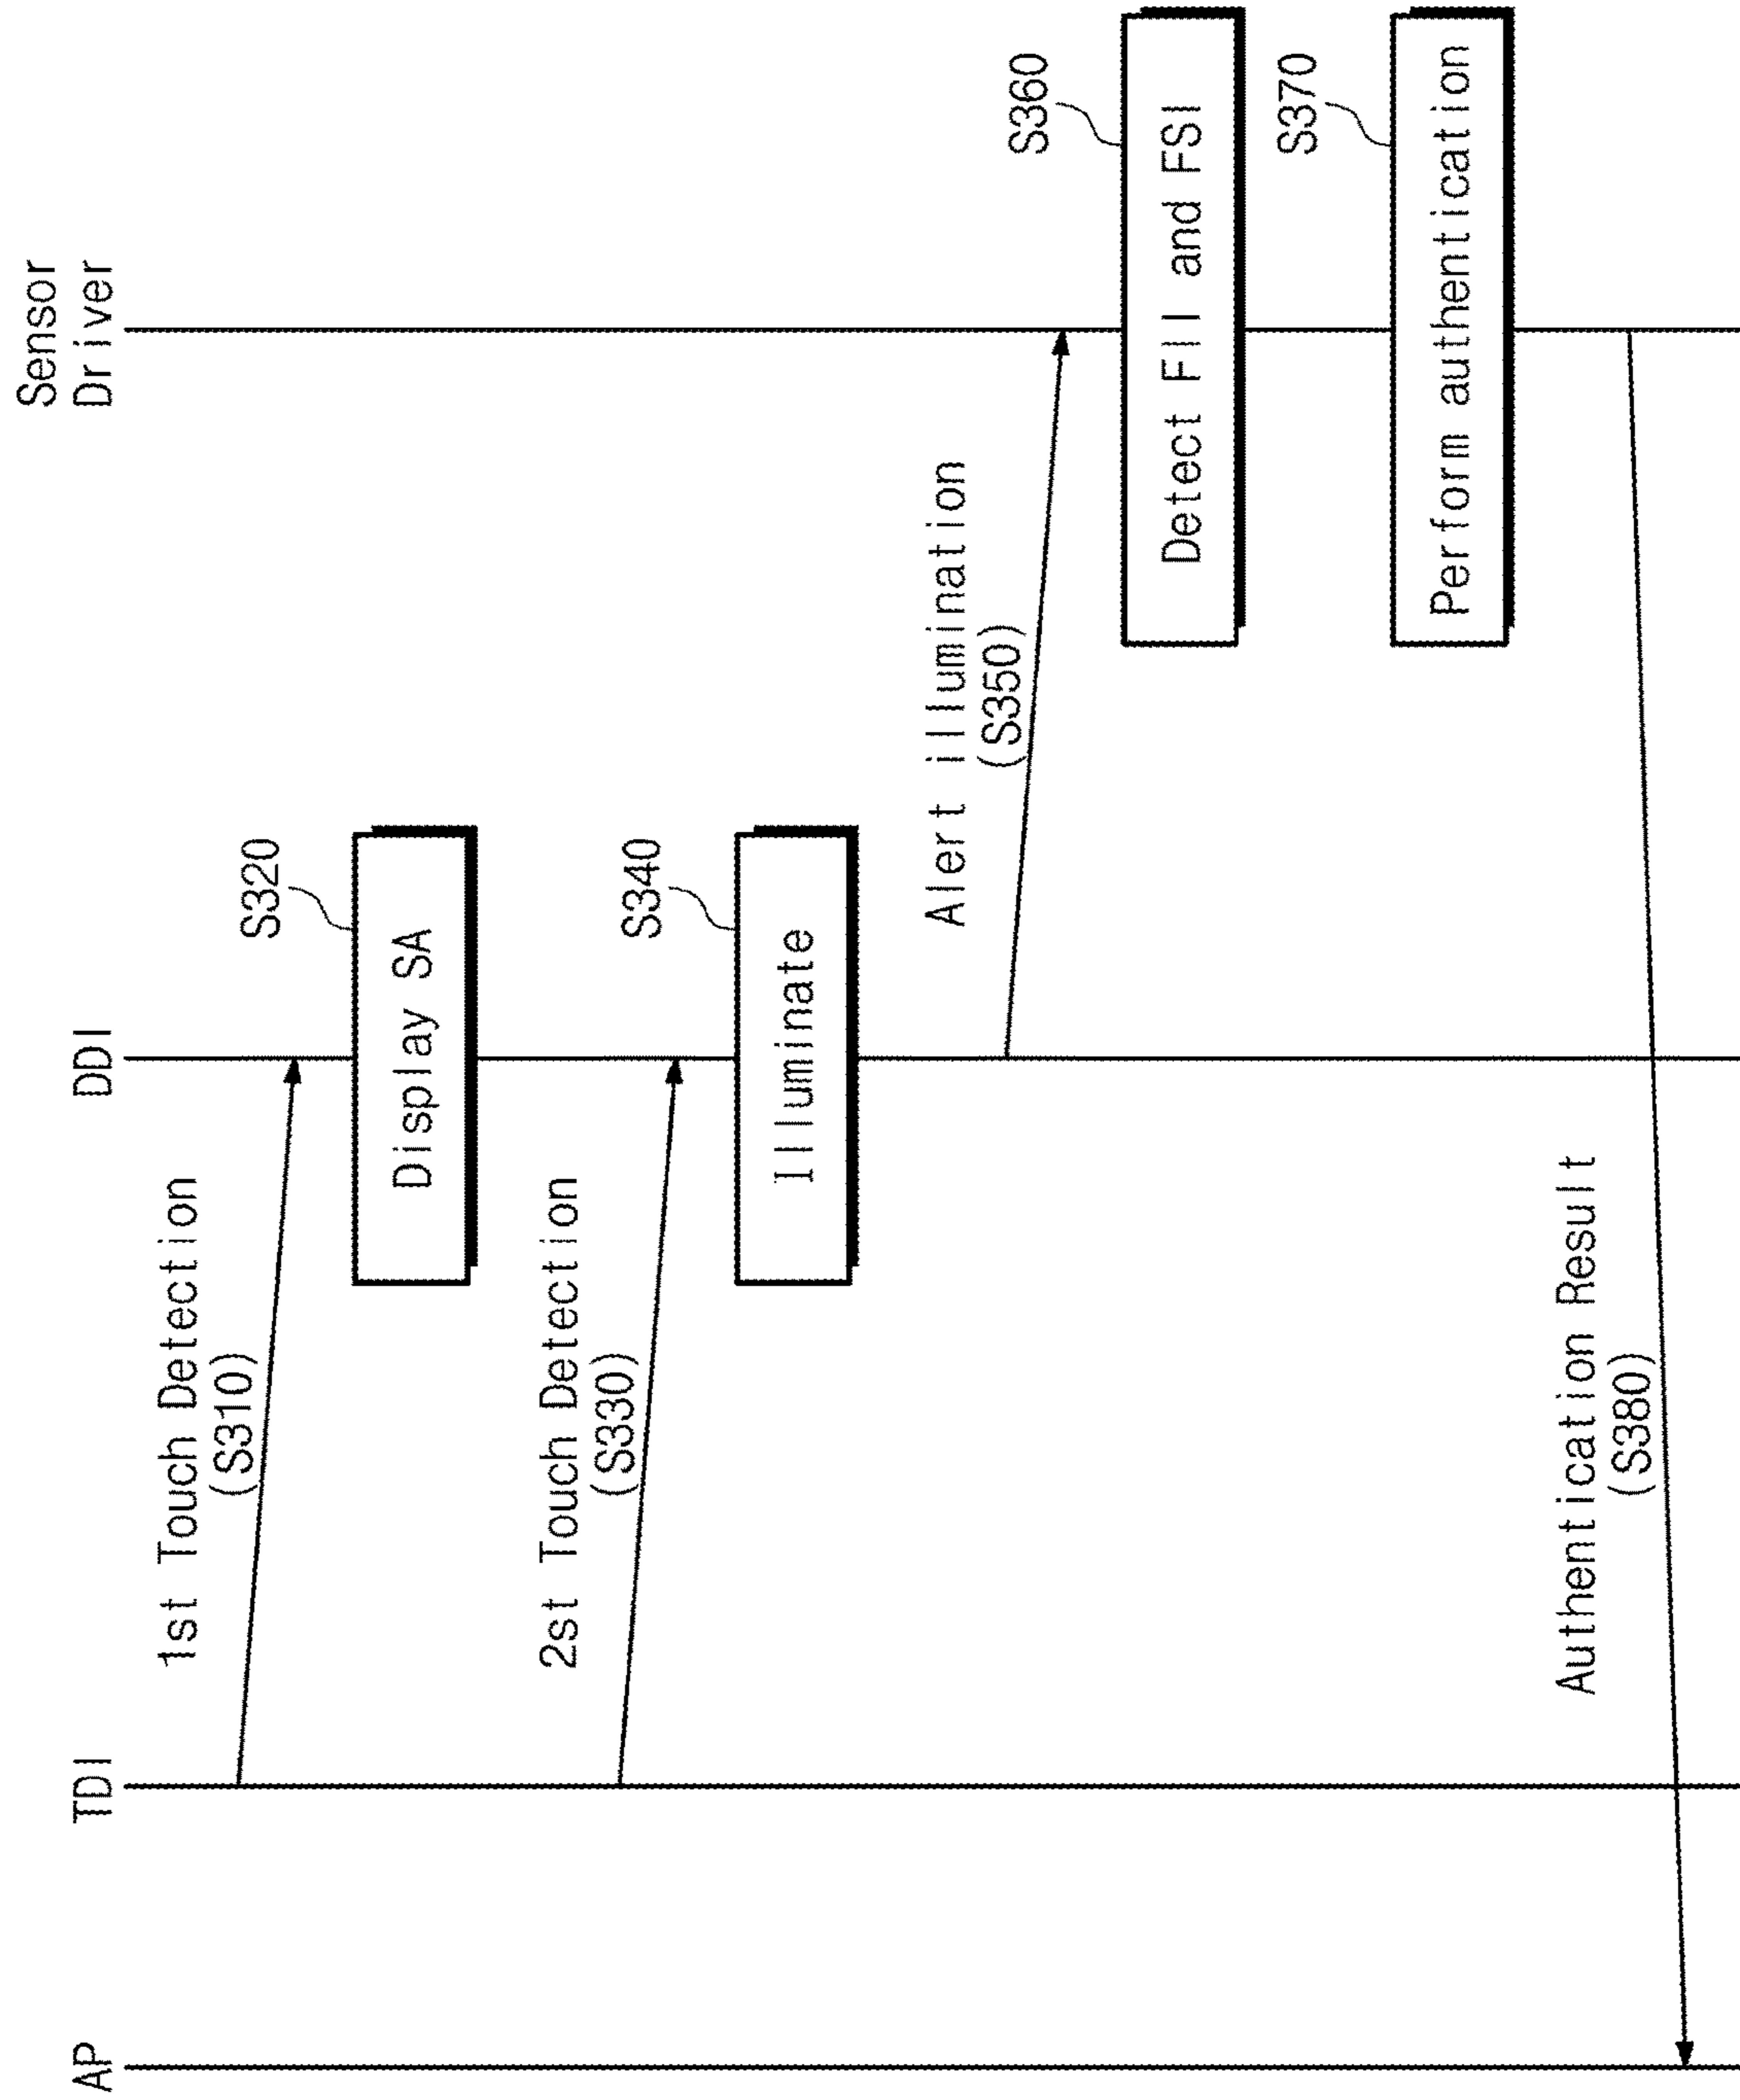 AP
TDI
DDI
Sensor
Driver
1st Touch Detection
(S310)
S320
Display SA
2st Touch Detection
(S330)
S340
Illuminate
Alert illumination
(S350)
S360
Detect FII and FSI
S370
Perform authentication
Authentication Result
(S380)